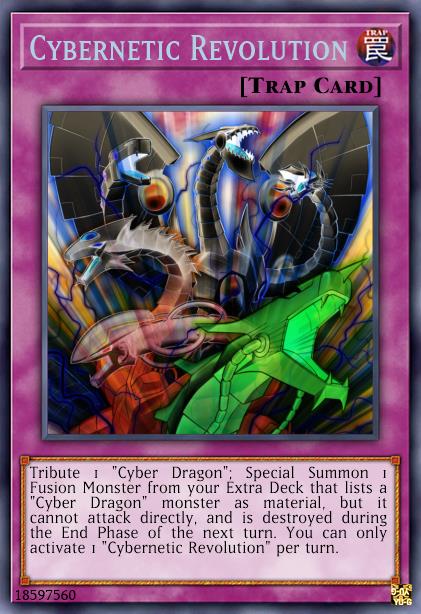 CYBERNETIC REVOLUTION
TRAP
罠
[TRAP CARD]
Tribute 1 "Cyber Dragon"; Special Summon 1
Fusion Monster from your Extra Deck that lists a
"Cyber Dragon" monster as material, but it
cannot attack directly, and is destroyed during
the End Phase of the next turn. You can only
activate 1 "Cybernetic Revolution" per turn.
18597560